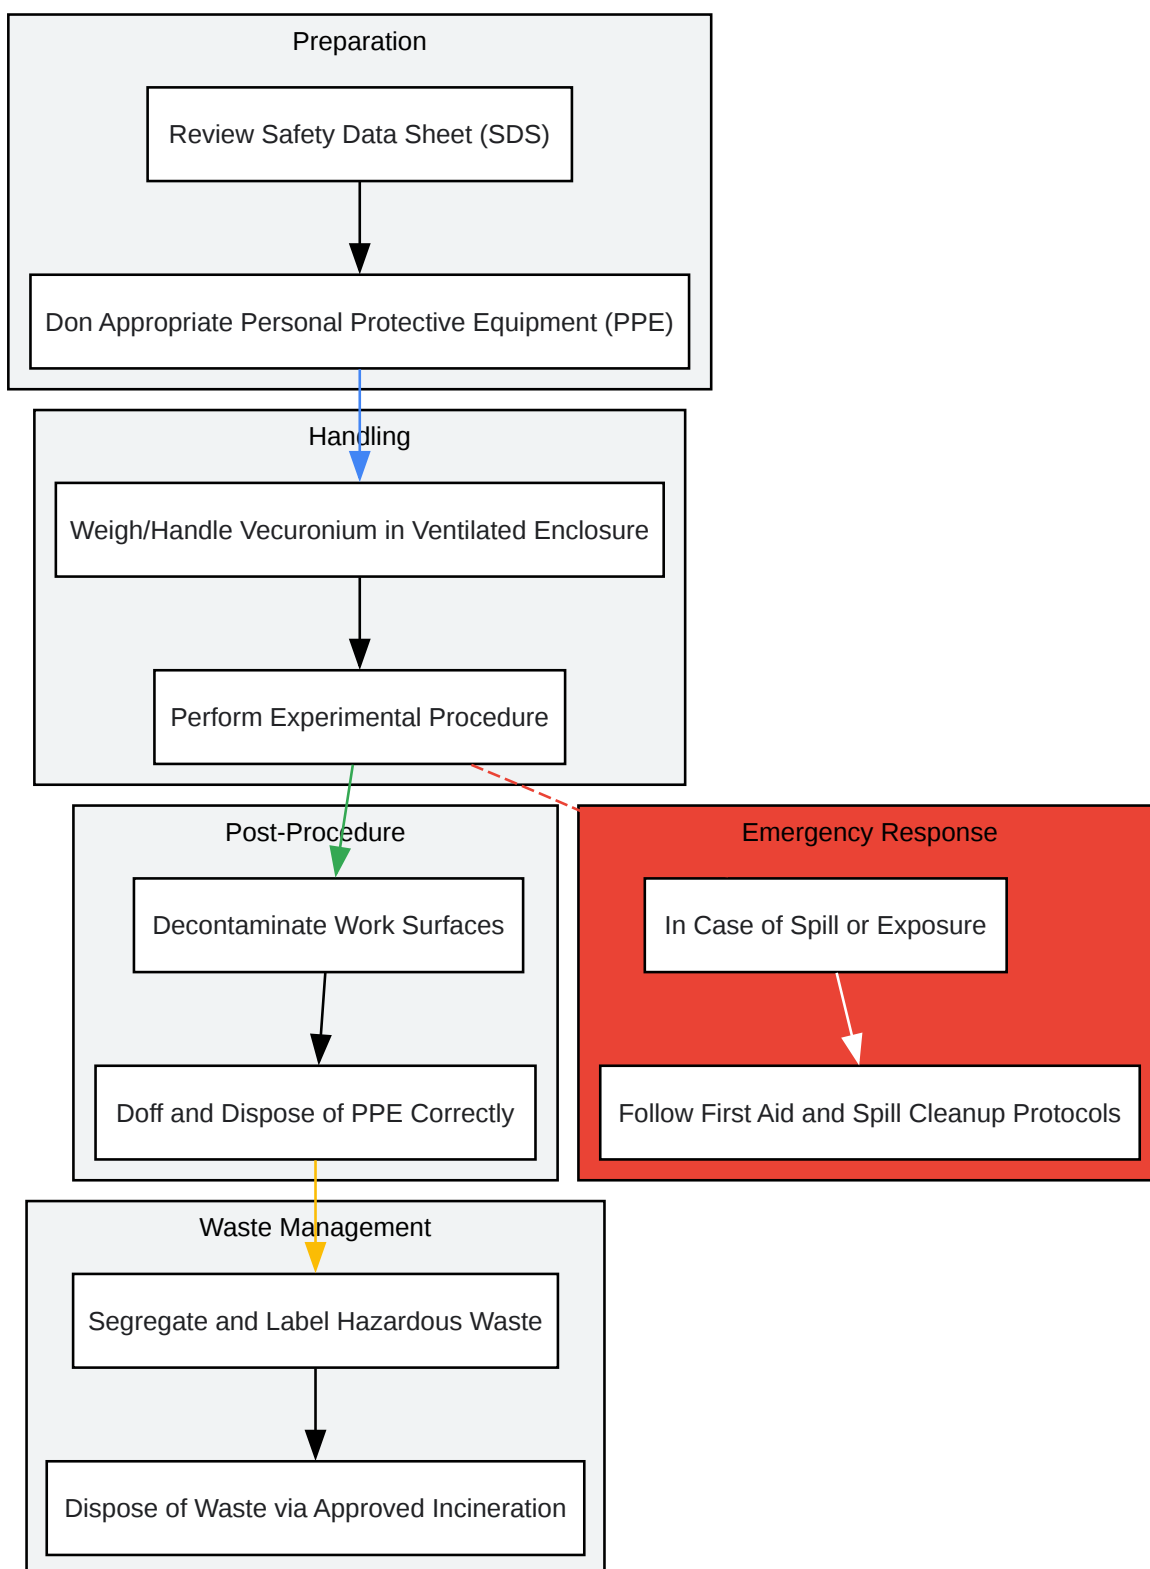 Preparation
Review Safety Data Sheet (SDS)
Don Appropriate Personal Protective Equipment (PPE)
Handling
Weigh/Handle Vecuronium in Ventilated Enclosure
Perform Experimental Procedure
Post-Procedure
Decontaminate Work Surfaces
Doff and Dispose of PPE Correctly
Emergency Response
In Case of Spill or Exposure
Follow First Aid and Spill Cleanup Protocols
Waste Management
Segregate and Label Hazardous Waste
Dispose of Waste via Approved Incineration